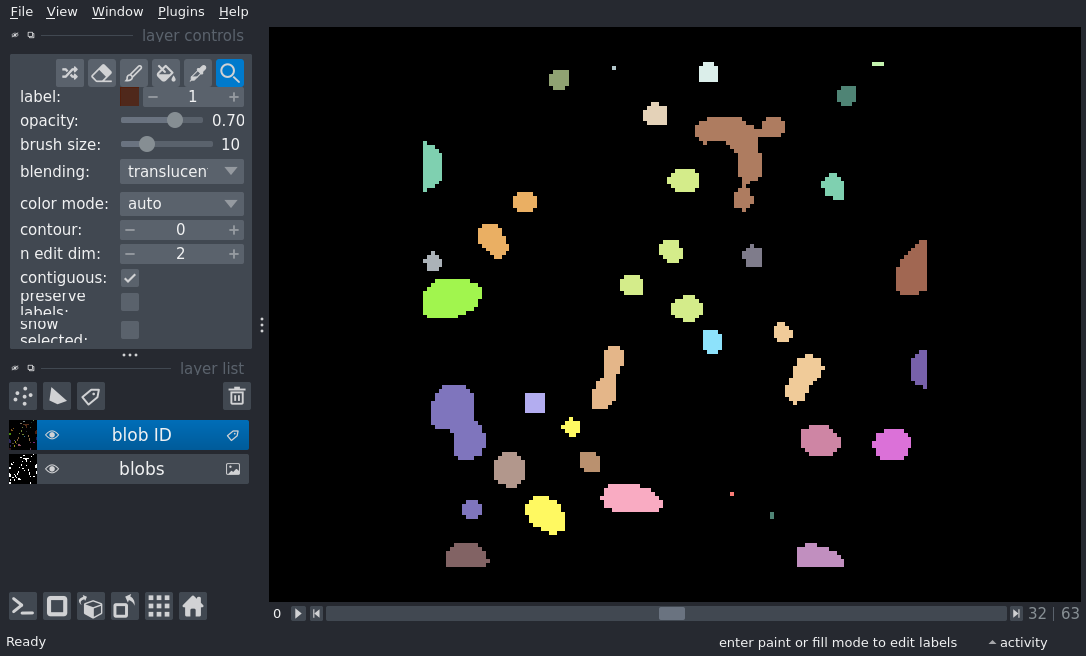 File View Window Plugins Help
layer controls
label: 1
opacity: 0.70
brush size: 10
blending: translucen
color mode: auto
contour: 0
n edit dim: 2
contiguous:
preserve
labels:
show
selected:
layer list
blob ID
blobs
0 32 | 63
Ready enter paint or fill mode to edit labels activity